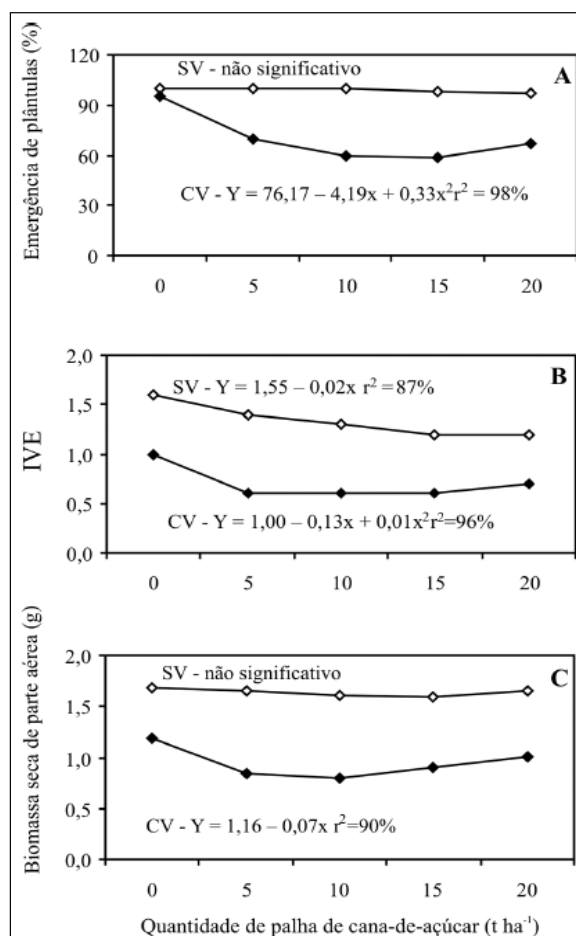 Emergência de plântulas (%)
120
90
60
30
0
SV - não significativo
A
CV - Y = 76,17 – 4,19x + 0,33x²r² = 98%
0 5 10 15 20
IVE
2,0
1,5
1,0
0,5
0,0
SV - Y = 1,55 – 0,02x r² = 87%
B
CV - Y = 1,00 – 0,13x + 0,01x²r²=96%
0 5 10 15 20
Biomassa seca de parte aérea (g)
2,0
1,5
1,0
0,5
0,0
SV - não significativo
C
CV - Y = 1,16 – 0,07x r²=90%
0 5 10 15 20
Quantidade de palha de cana-de-açúcar (t ha⁻¹)